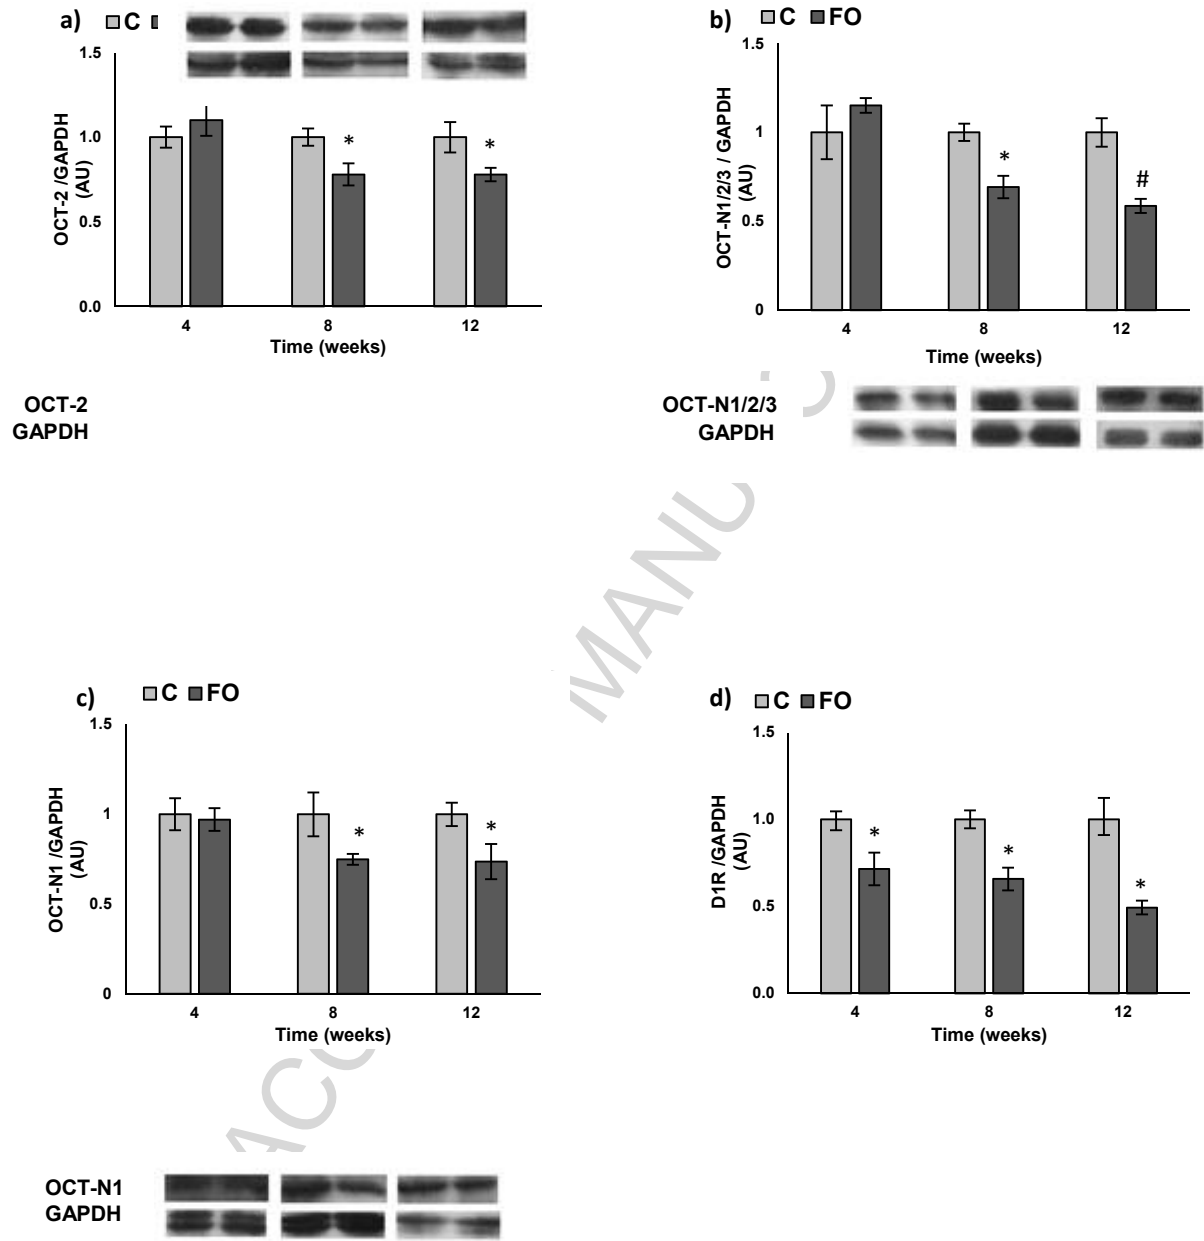 a) C
1.5
1.0
0.5
0.0
OCT-2 /GAPDH
(AU)
* *
4 8 12
Time (weeks)
OCT-2
GAPDH
b) C FO
1.5
1
0.5
0
OCT-N1/2/3 / GAPDH
(AU)
* #
4 8 12
Time (weeks)
OCT-N1/2/3
GAPDH
c) C FO
1.5
1
0.5
0
OCT-N1 /GAPDH
(AU)
* *
4 8 12
Time (weeks)
OCT-N1
GAPDH
d) C FO
1.5
1.0
0.5
0.0
D1R /GAPDH
(AU)
* * *
4 8 12
Time (weeks)